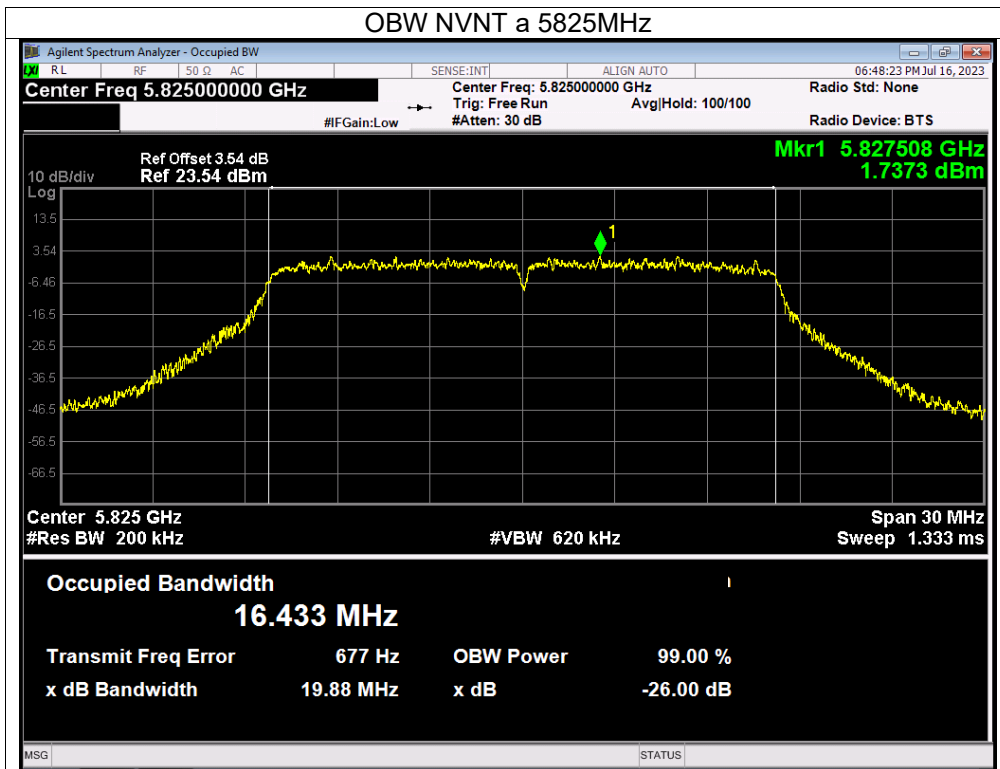 OBW NVNT a 5825MHz
Agilent Spectrum Analyzer - Occupied BW
LXI RL RF 50 Ω AC SENSE:INT ALIGN AUTO 06:48:23 PM Jul 16, 2023
Center Freq 5.825000000 GHz Center Freq: 5.825000000 GHz Radio Std: None
Trig: Free Run Avg|Hold: 100/100
#IFGain:Low #Atten: 30 dB Radio Device: BTS
Ref Offset 3.54 dB Mkr1 5.827508 GHz
10 dB/div Ref 23.54 dBm 1.7373 dBm
Log
13.5
1
3.54
-6.46
-16.5
-26.5
-36.5
-46.5
-56.5
-66.5
Center 5.825 GHz Span 30 MHz
#Res BW 200 kHz #VBW 620 kHz Sweep 1.333 ms
Occupied Bandwidth
16.433 MHz
Transmit Freq Error 677 Hz OBW Power 99.00 %
x dB Bandwidth 19.88 MHz x dB -26.00 dB
MSG STATUS